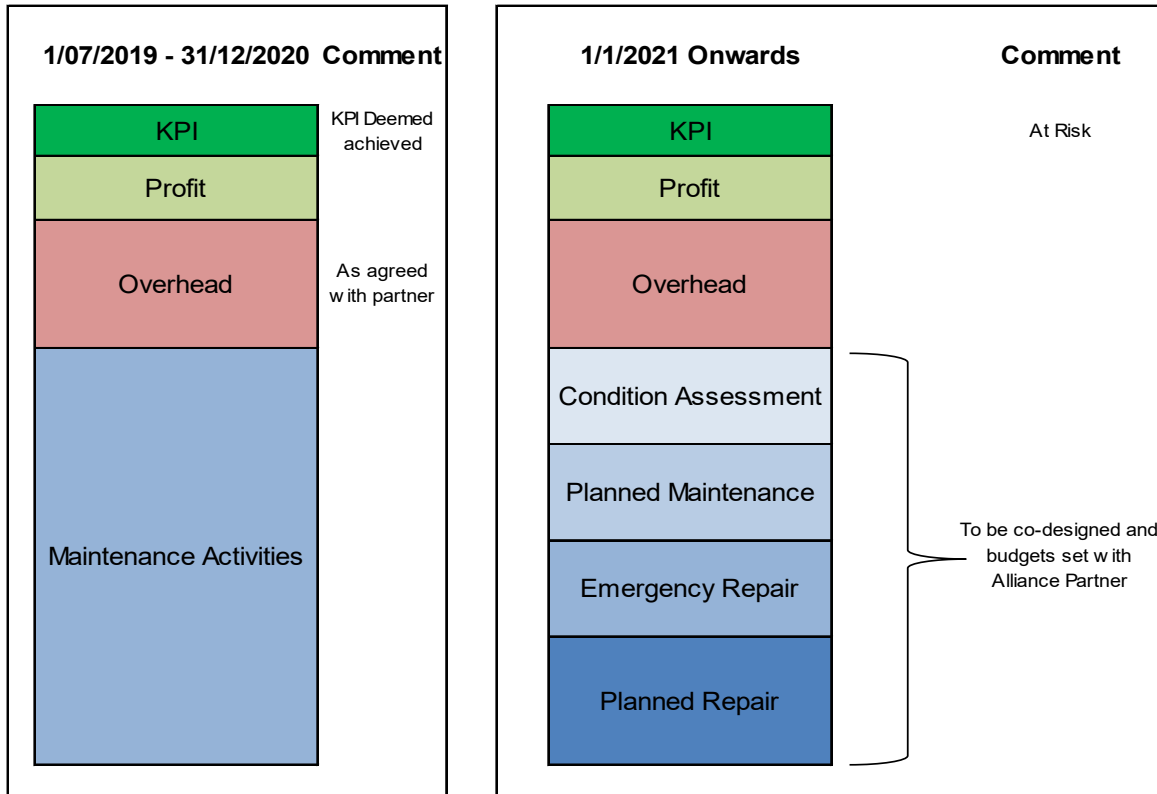 1/07/2019 - 31/12/2020 Comment
KPI
KPI Deemed
achieved
Profit
Overhead
As agreed
with partner
Maintenance Activities
1/1/2021 Onwards Comment
KPI
At Risk
Profit
Overhead
Condition Assessment
Planned Maintenance
Emergency Repair
Planned Repair
To be co-designed and
budgets set with
Alliance Partner